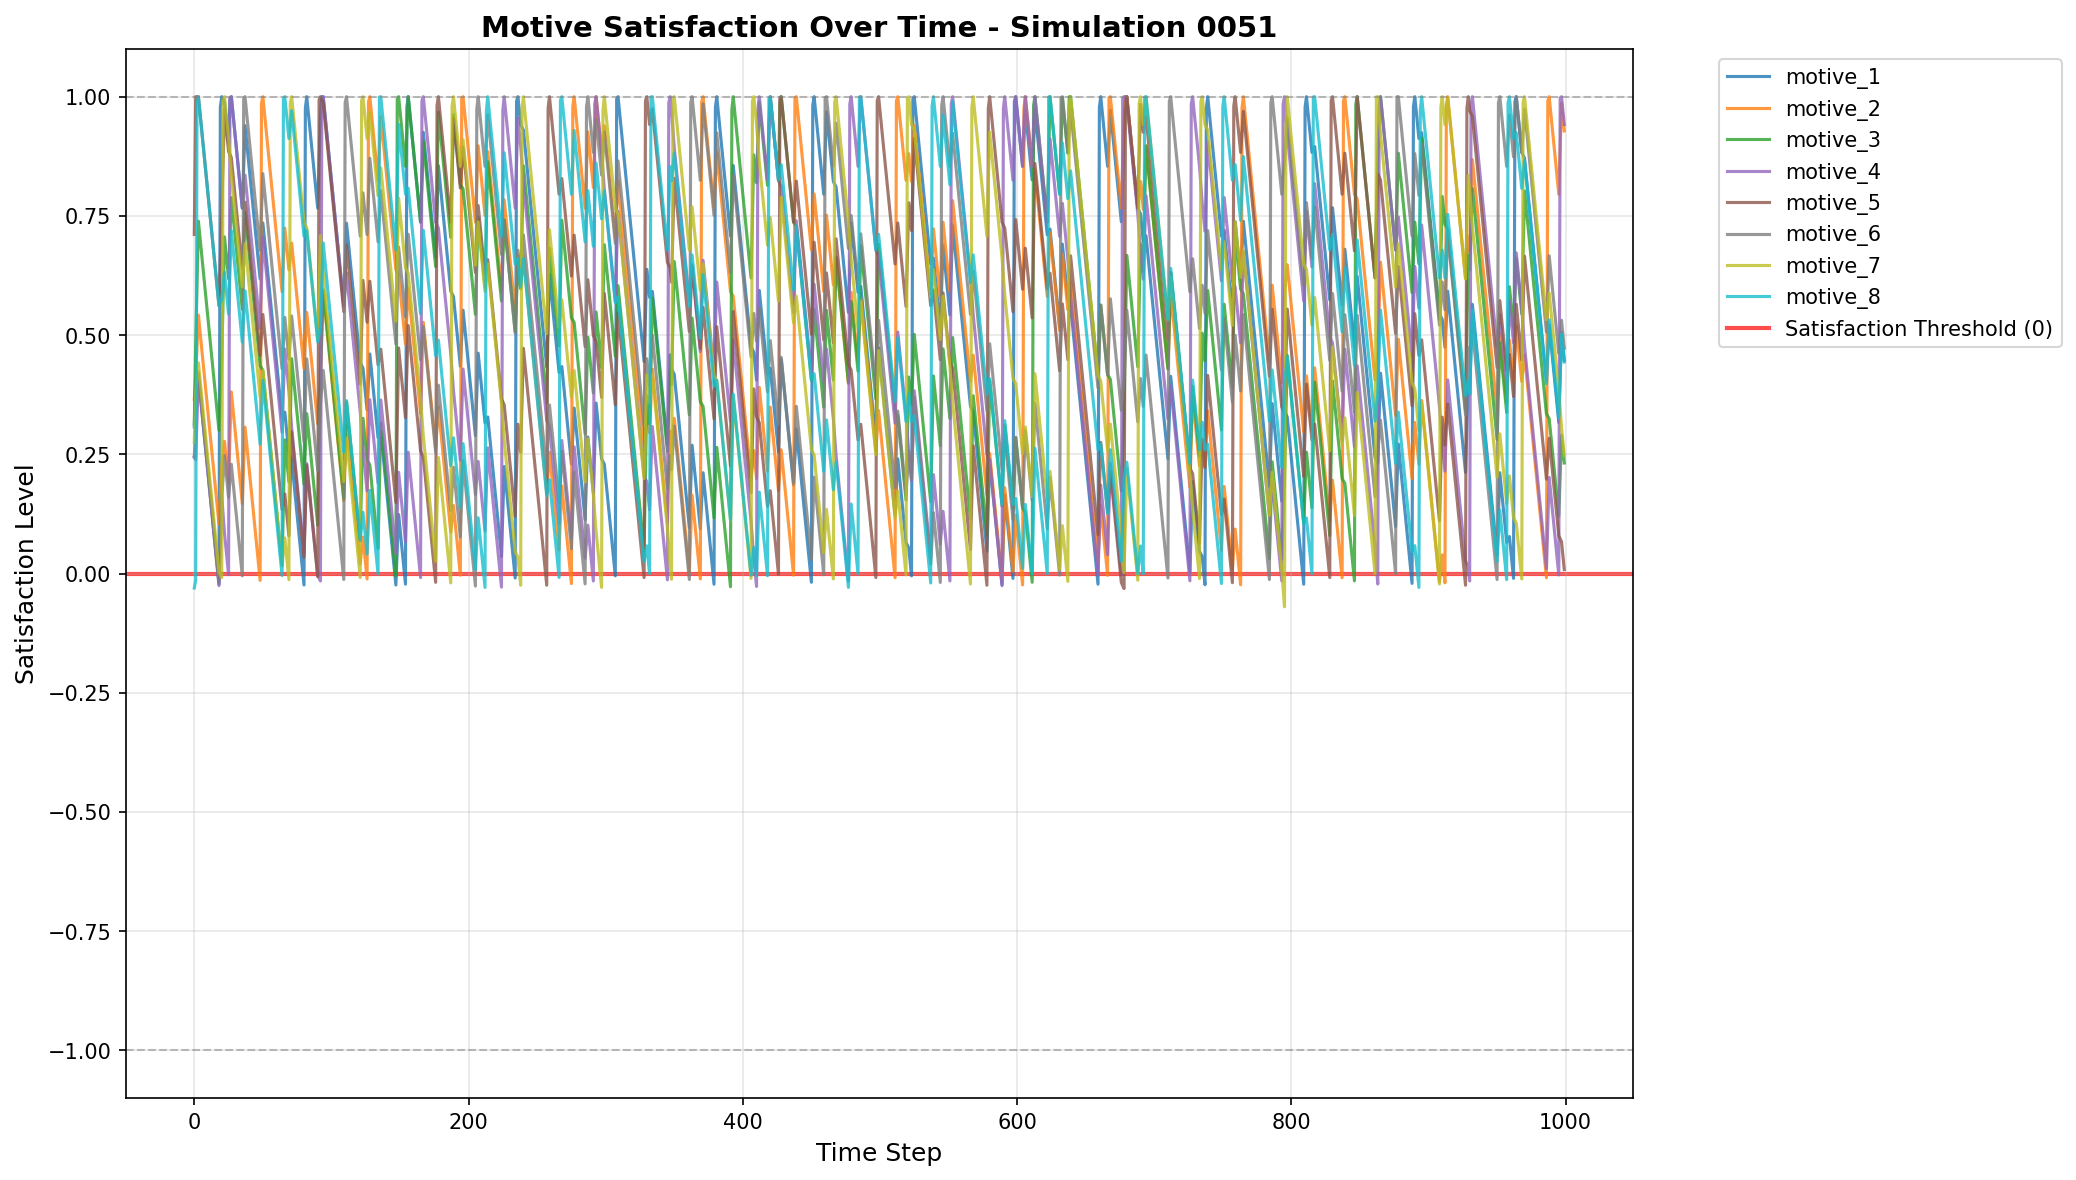 Motive Satisfaction Over Time - Simulation 0051
1.00
0.75
0.50
0.25
0.00
−0.25
−0.50
−0.75
−1.00
Satisfaction Level
0
200
400
600
800
1000
Time Step
motive_1
motive_2
motive_3
motive_4
motive_5
motive_6
motive_7
motive_8
Satisfaction Threshold (0)